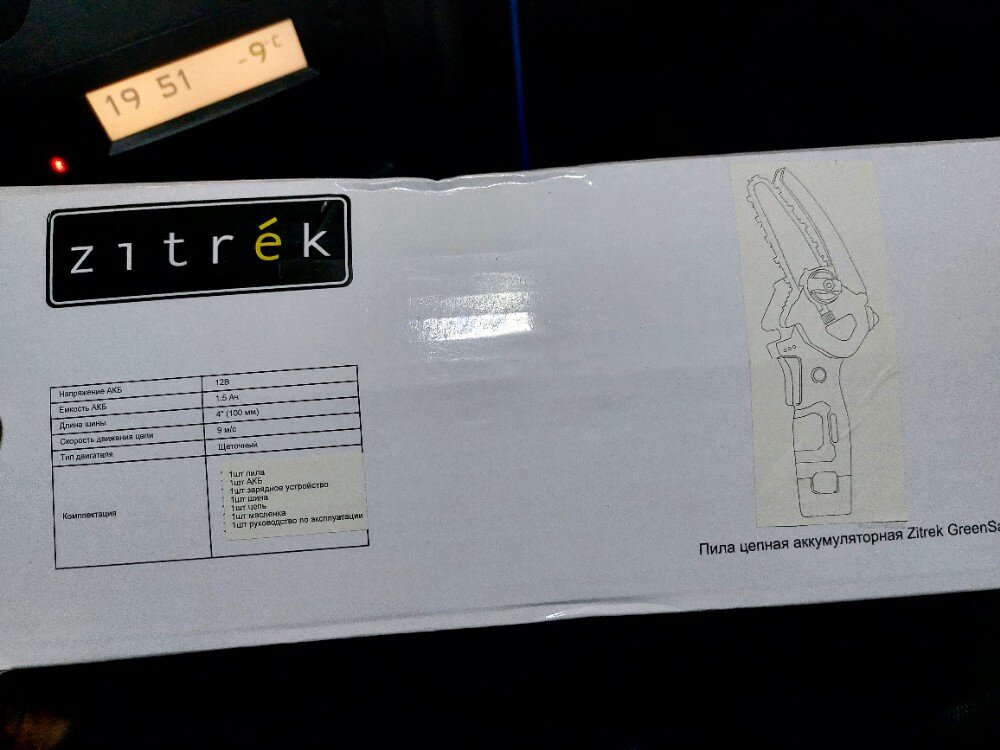 19 51 -9°C
zıtrék
Напряжение АКБ 12В
Емкость АКБ 1.5 Ач
Длина шины 4" (100 мм)
Скорость движения цепи 9 м/с
Тип двигателя Щеточный
Комплектация
1шт пила
1шт АКБ
1шт зарядное устройство
1шт шина
1шт цепь
1шт масленка
1шт руководство по эксплуатации
Пила цепная аккумуляторная Zitrek GreenSa